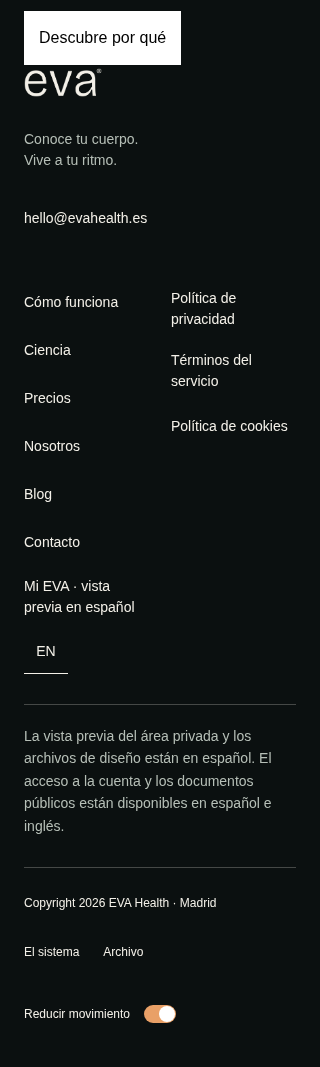 Descubre por qué
eva®
Conoce tu cuerpo.
Vive a tu ritmo.
hello@evahealth.es
Cómo funciona
Ciencia
Precios
Nosotros
Blog
Contacto
Mi EVA · vista
previa en español
EN
Política de
privacidad
Términos del
servicio
Política de cookies
La vista previa del área privada y los
archivos de diseño están en español. El
acceso a la cuenta y los documentos
públicos están disponibles en español e
inglés.
Copyright 2026 EVA Health · Madrid
El sistema
Archivo
Reducir movimiento